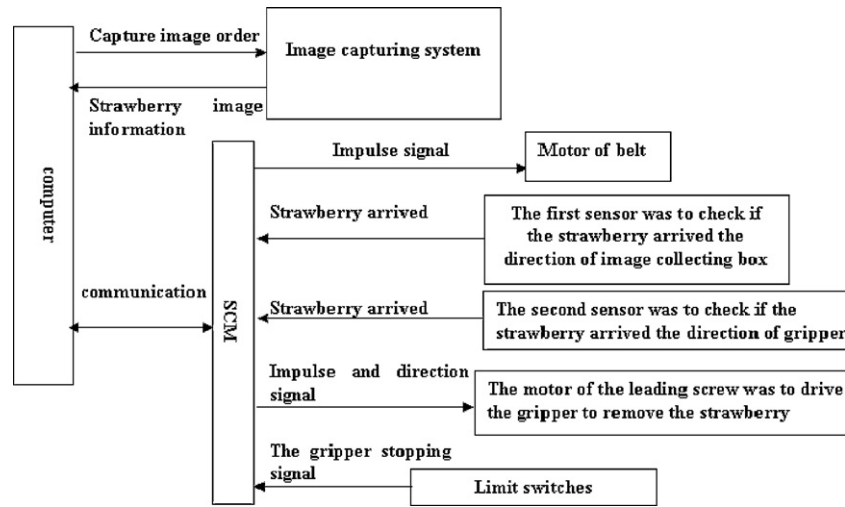 Capture image order
Image capturing system
Strawberry image
information
computer
Impulse signal
Motor of belt
Strawberry arrived
The first sensor was to check if
the strawberry arrived the
direction of image collecting box
communication
SCM
Strawberry arrived
The second sensor was to check if the
strawberry arrived the direction of gripper
Impulse and direction
signal
The motor of the leading screw was to drive
the gripper to remove the strawberry
The gripper stopping
signal
Limit switches